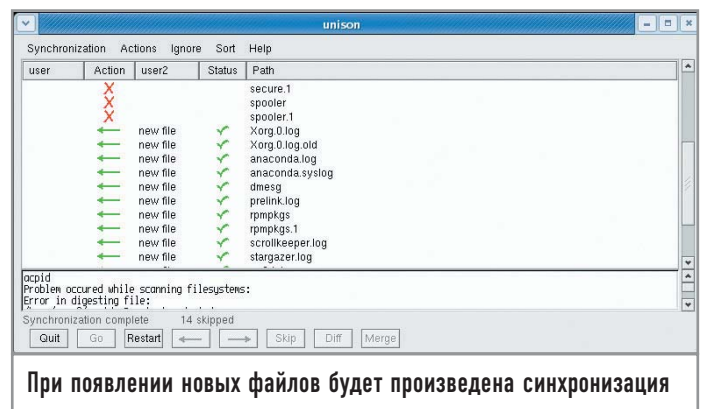 unison
Synchronization Actions Ignore Sort Help
user Action user2 Status Path
secure.1
spooler
spooler.1
new file Xorg.0.log
new file Xorg.0.log.old
new file anaconda.log
new file anaconda.syslog
new file dmesg
new file prelink.log
new file rpmpkgs
new file rpmpkgs.1
new file scrollkeeper.log
new file stargazer.log
acpid
Problem occured while scanning filesystems:
Error in digesting file:
Synchronization complete 14 skipped
Quit Go Restart Skip Diff Merge
При появлении новых файлов будет произведена синхронизация